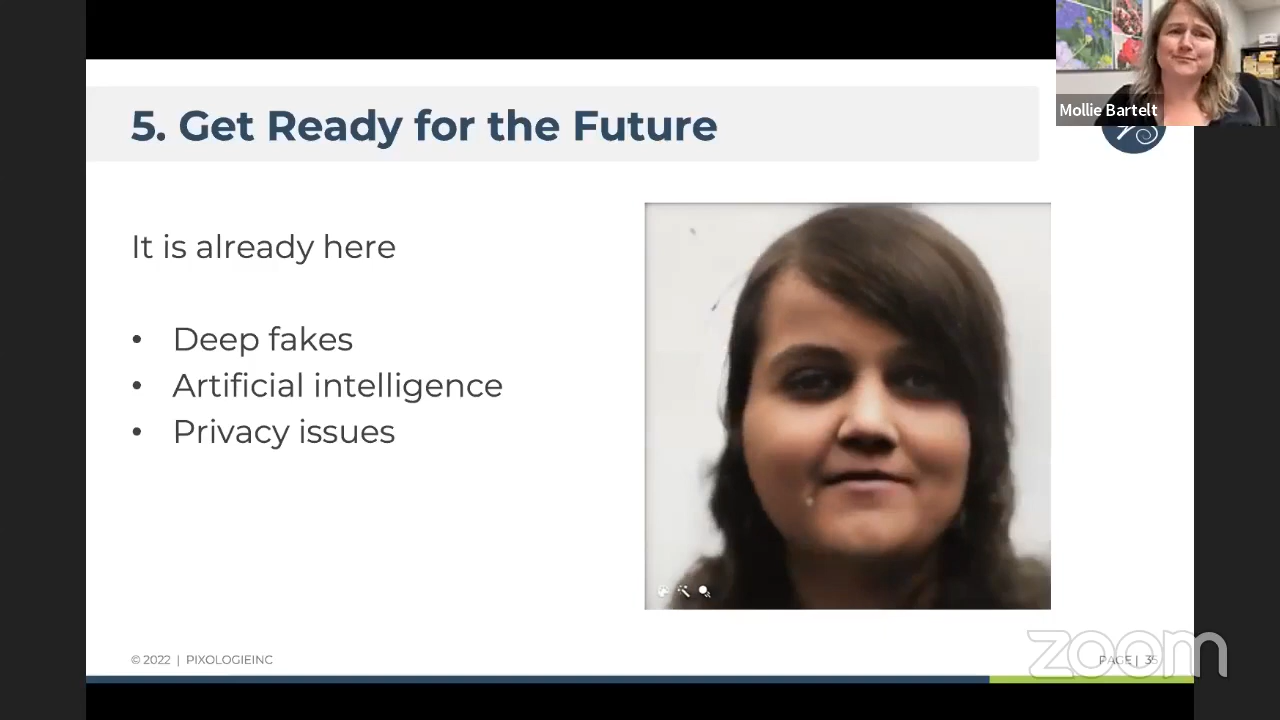 Mollie Bartelt
5. Get Ready for the Future
It is already here
• Deep fakes
• Artificial intelligence
• Privacy issues
© 2022 | PIXOLOGIEINC
PAGE | 35
zoom